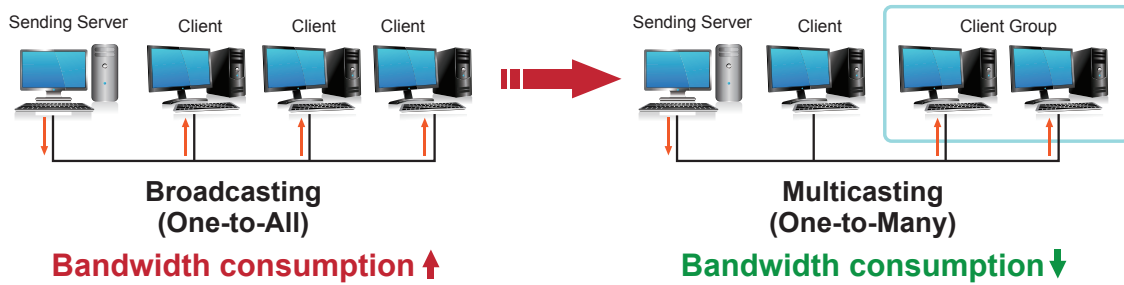 Sending Server
Client
Client
Client
Broadcasting
(One-to-All)
Bandwidth consumption
Sending Server
Client
Client Group
Multicasting
(One-to-Many)
Bandwidth consumption